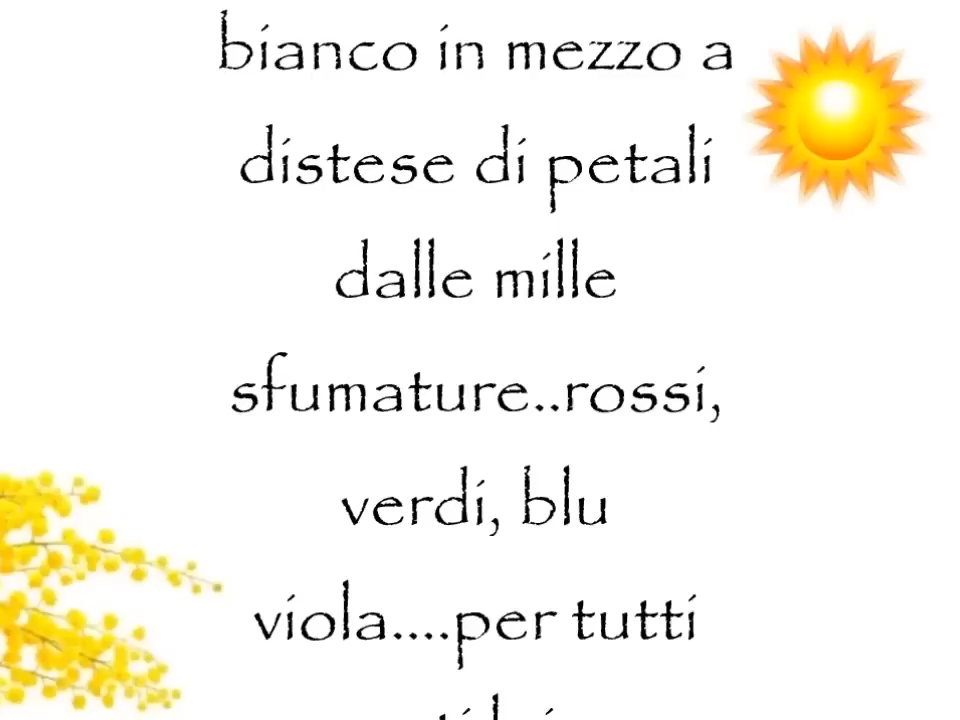 bianco in mezzo a
distese di petali
dalle mille
sfumature..rossi,
verdi, blu
viola....per tutti